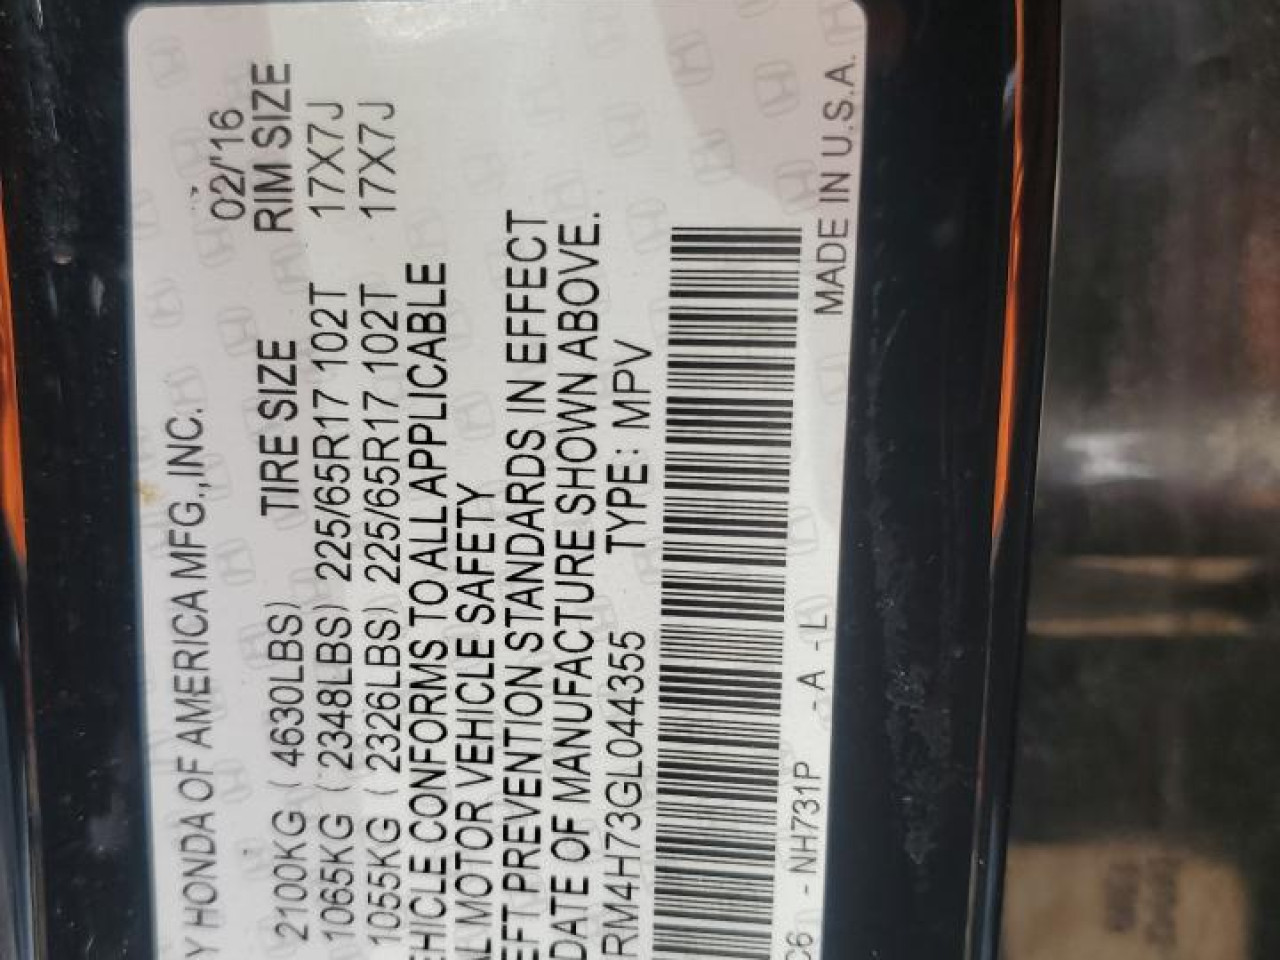 Y HONDA OF AMERICA MFG.,INC.
02/'16
2100KG ( 4630LBS) TIRE SIZE RIM SIZE
1065KG ( 2348LBS) 225/65R17 102T 17X7J
1055KG ( 2326LBS) 225/65R17 102T 17X7J
EHICLE CONFORMS TO ALL APPLICABLE
AL MOTOR VEHICLE SAFETY
EFT PREVENTION STANDARDS IN EFFECT
DATE OF MANUFACTURE SHOWN ABOVE.
RM4H73GL044355 TYPE: MPV
C6 - NH731P - A - L
MADE IN U.S.A.